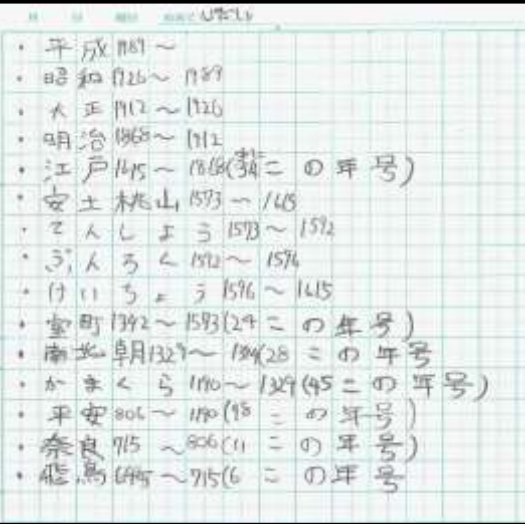 ・平成1989〜
・昭和1926〜1989
・大正1912〜1926
・明治1868〜1912
・江戸1615〜1868(34この年号)
・安土桃山1573〜1615
・てんしょう1573〜1592
・ぶんろく1592〜1596
・けいちょう1596〜1615
・室町1392〜1593(24この年号)
・南北朝1329〜(28この年号
・かまくら1190〜1329(45この年号)
・平安806〜1190(98この年号)
・奈良715〜806(11この年号)
・飛鳥〜715(6この年号